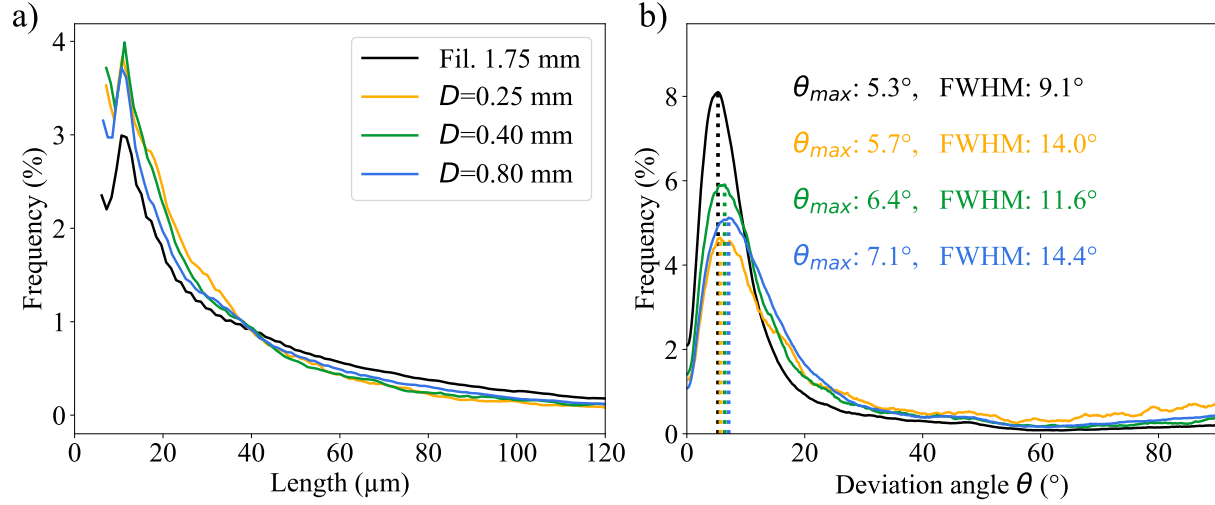 a)
4
3
2
1
0
Frequency (%)
0 20 40 60 80 100 120
Length (μm)
Fil. 1.75 mm
D=0.25 mm
D=0.40 mm
D=0.80 mm
b)
8
6
4
2
0
Frequency (%)
0 20 40 60 80
Deviation angle θ (°)
θmax: 5.3°, FWHM: 9.1°
θmax: 5.7°, FWHM: 14.0°
θmax: 6.4°, FWHM: 11.6°
θmax: 7.1°, FWHM: 14.4°